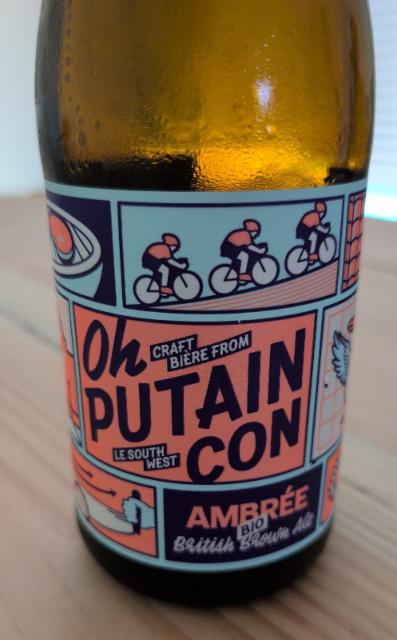 Oh
CRAFT
BIÈRE FROM
PUTAIN
LE SOUTH
WEST
CON
AMBRÉE
BIO
British Brown Ale